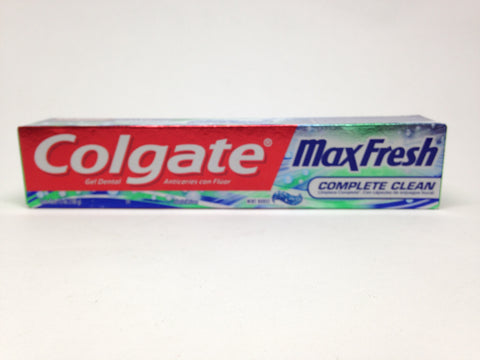 Colgate®
Gel Dental Anticaries con Fluor
MaxFresh
COMPLETE CLEAN
MINT BURST